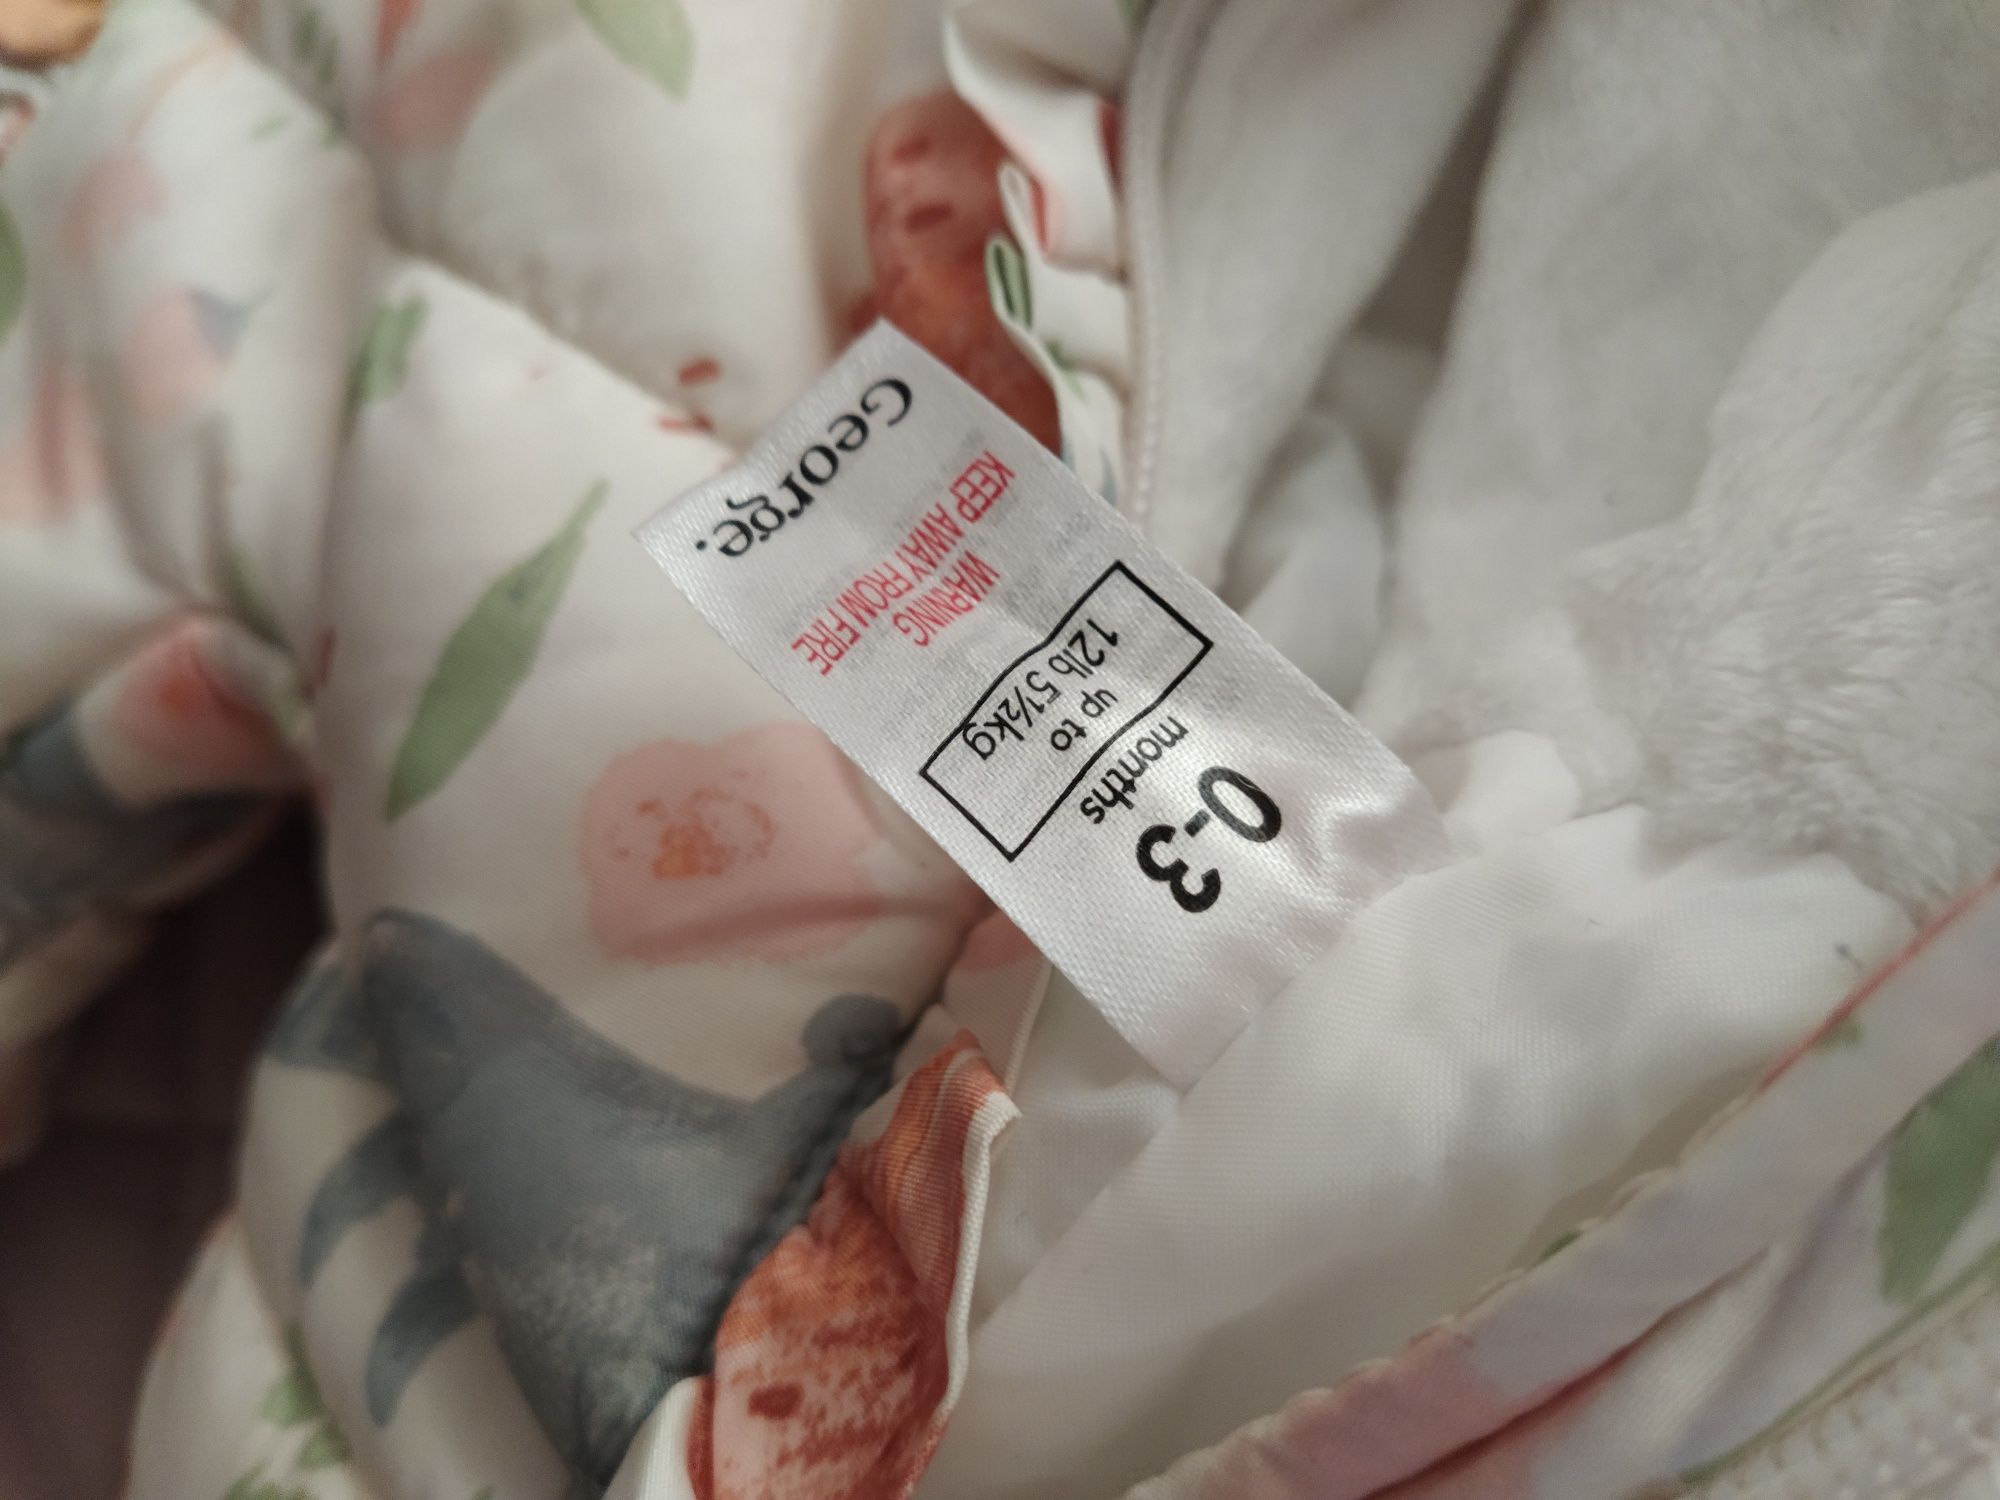 0-3
months
up to
12lb 5½kg
WARNING
KEEP AWAY FROM FIRE
George.